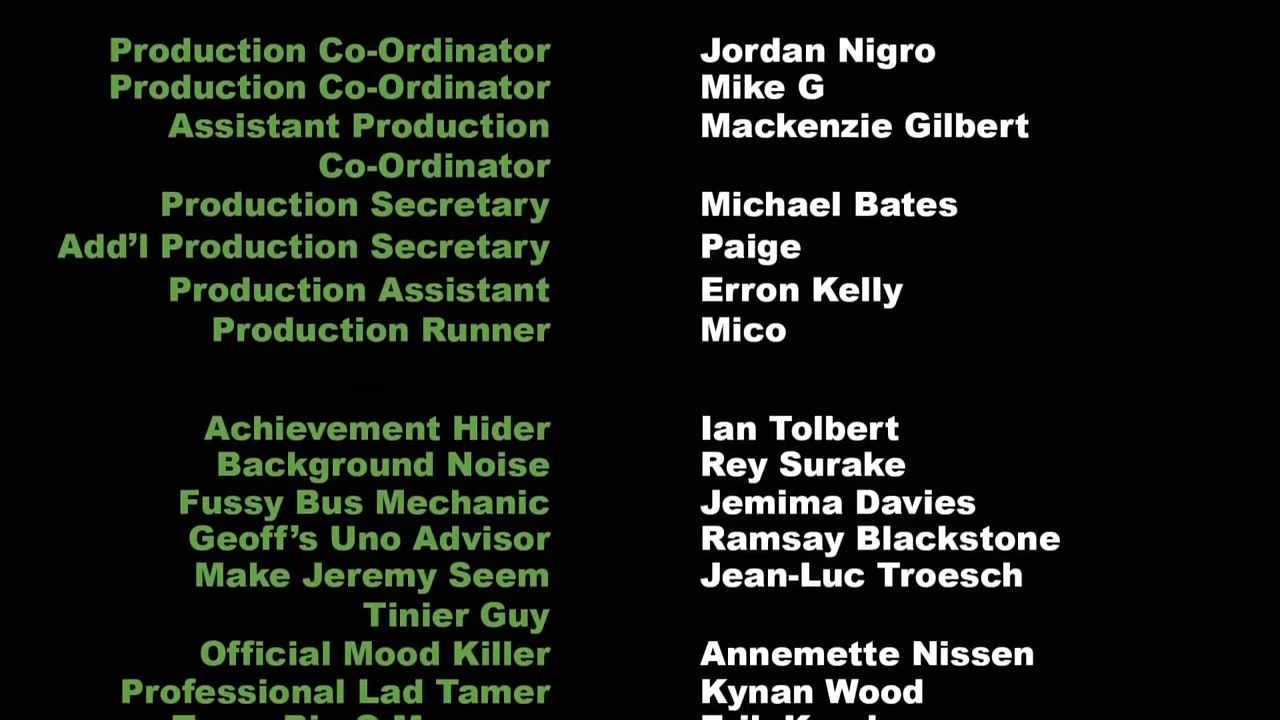 Production Co-Ordinator Jordan Nigro
Production Co-Ordinator Mike G
Assistant Production Mackenzie Gilbert
Co-Ordinator
Production Secretary Michael Bates
Add’l Production Secretary Paige
Production Assistant Erron Kelly
Production Runner Mico
Achievement Hider Ian Tolbert
Background Noise Rey Surake
Fussy Bus Mechanic Jemima Davies
Geoff’s Uno Advisor Ramsay Blackstone
Make Jeremy Seem Jean-Luc Troesch
Tinier Guy
Official Mood Killer Annemette Nissen
Professional Lad Tamer Kynan Wood